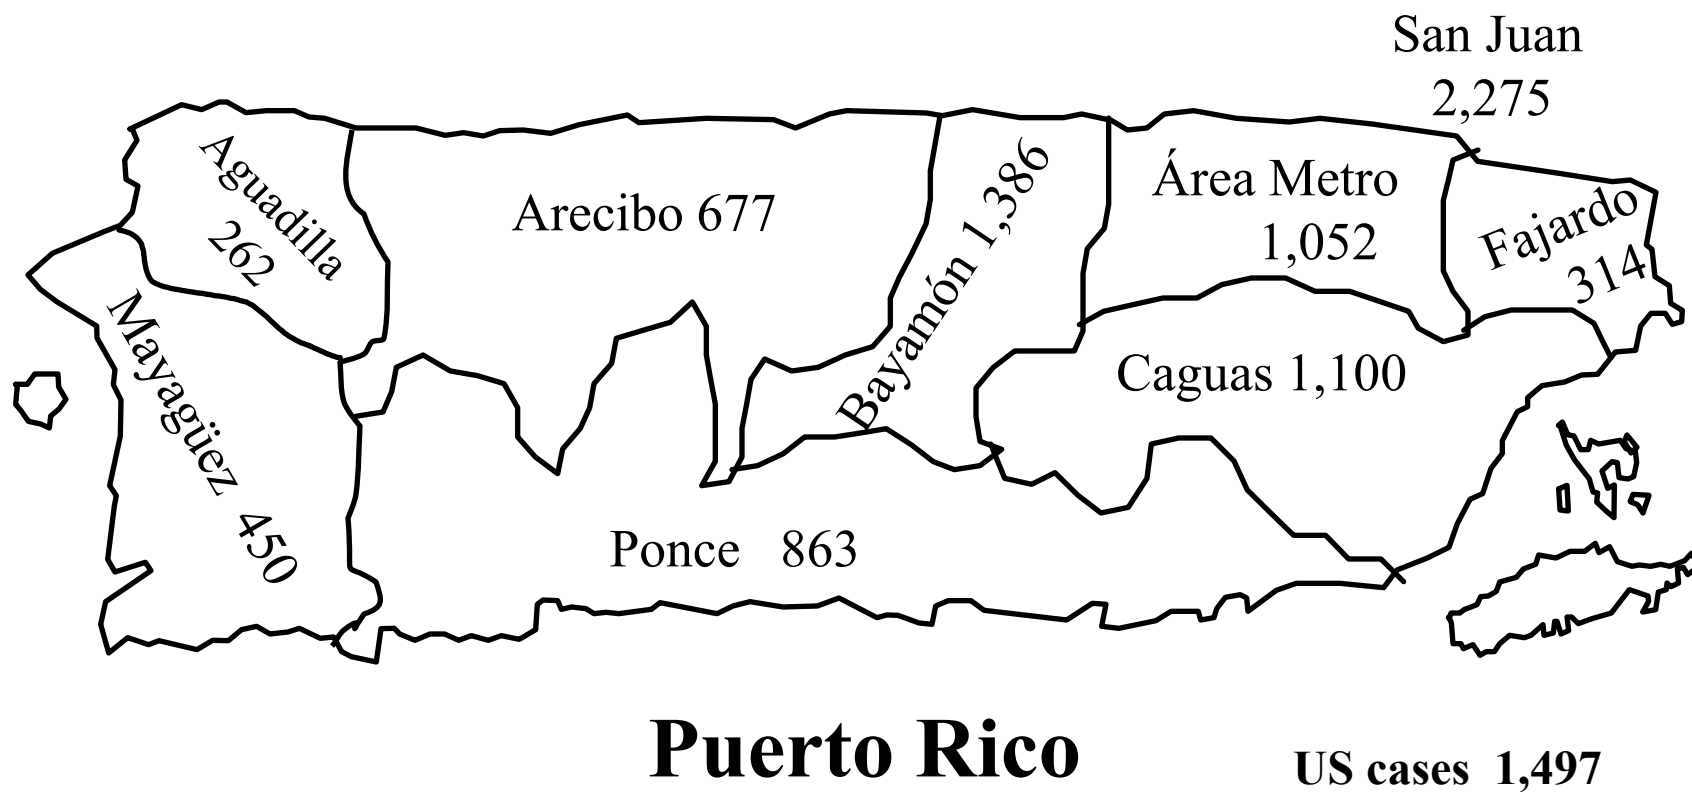 San Juan
2,275
Aguadilla
262
Arecibo 677
Bayamón 1,386
Área Metro
1,052
Fajardo
314
Mayagüez 450
Caguas 1,100
Ponce 863
Puerto Rico
US cases 1,497